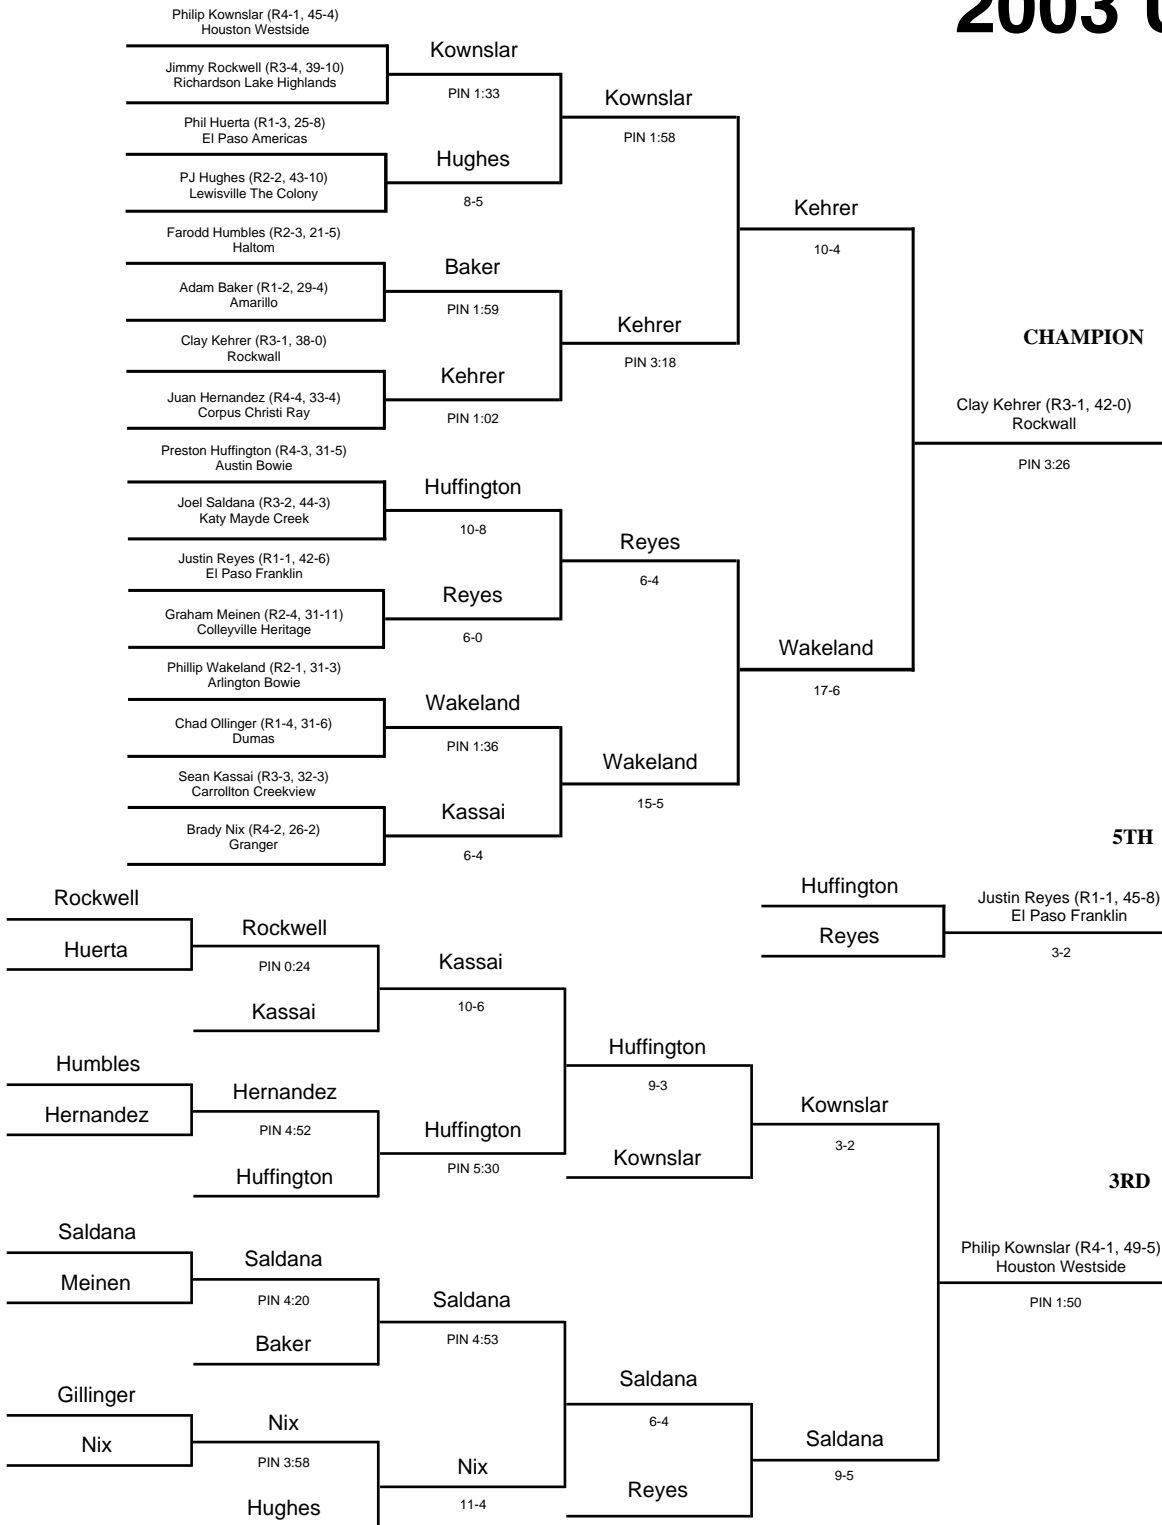 2003 U
Philip Kownslar (R4-1, 45-4)
Houston Westside
Kownslar
Jimmy Rockwell (R3-4, 39-10)
Richardson Lake Highlands
PIN 1:33
Kownslar
Phil Huerta (R1-3, 25-8)
El Paso Americas
PIN 1:58
Hughes
PJ Hughes (R2-2, 43-10)
Lewisville The Colony
8-5
Kehrer
Farodd Humbles (R2-3, 21-5)
Haltom
10-4
Baker
Adam Baker (R1-2, 29-4)
Amarillo
PIN 1:59
Kehrer
Clay Kehrer (R3-1, 38-0)
Rockwall
PIN 3:18
CHAMPION
Kehrer
Juan Hernandez (R4-4, 33-4)
Corpus Christi Ray
PIN 1:02
Clay Kehrer (R3-1, 42-0)
Rockwall
PIN 3:26
Preston Huffington (R4-3, 31-5)
Austin Bowie
Huffington
Joel Saldana (R3-2, 44-3)
Katy Mayde Creek
10-8
Reyes
Justin Reyes (R1-1, 42-6)
El Paso Franklin
6-4
Reyes
Graham Meinen (R2-4, 31-11)
Colleyville Heritage
6-0
Wakeland
Phillip Wakeland (R2-1, 31-3)
Arlington Bowie
17-6
Wakeland
Chad Ollinger (R1-4, 31-6)
Dumas
PIN 1:36
Wakeland
Sean Kassai (R3-3, 32-3)
Carrollton Creekview
15-5
Kassai
Brady Nix (R4-2, 26-2)
Granger
6-4
5TH
Huffington
Justin Reyes (R1-1, 45-8)
El Paso Franklin
Reyes
3-2
Rockwell
Rockwell
Huerta
PIN 0:24
Kassai
Kassai
10-6
Huffington
Humbles
9-3
Hernandez
Hernandez
Kownslar
PIN 4:52
Huffington
3-2
Kownslar
PIN 5:30
Huffington
3RD
Saldana
Philip Kownslar (R4-1, 49-5)
Houston Westside
Saldana
Meinen
PIN 4:20
Saldana
PIN 1:50
Baker
PIN 4:53
Saldana
Gillinger
6-4
Nix
Nix
Saldana
PIN 3:58
Nix
9-5
Reyes
Hughes
11-4